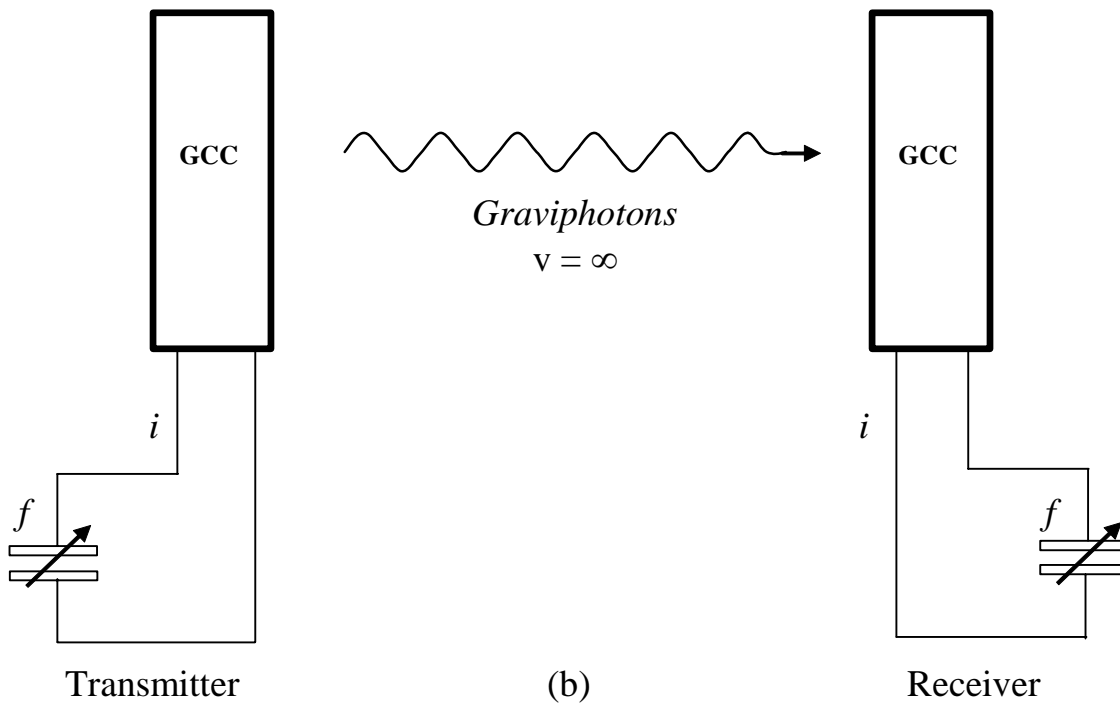 GCC
GCC
Graviphotons
v = ∞
i
i
f
f
Transmitter
(b)
Receiver